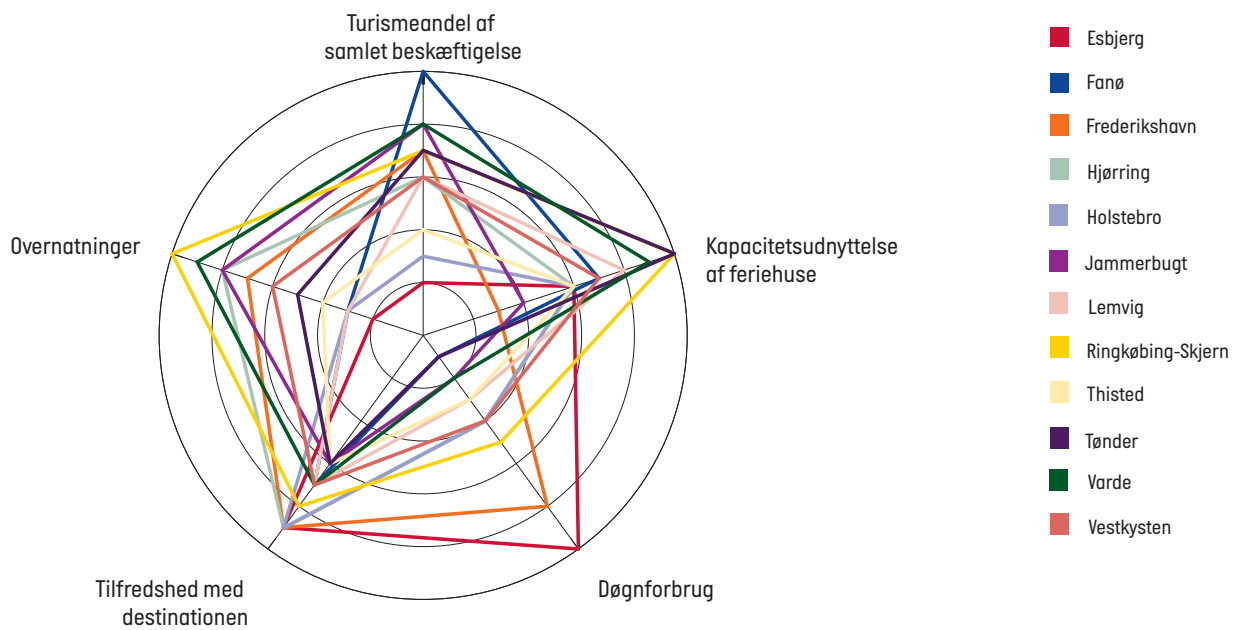 Turismeandel af
samlet beskæftigelse
Overnatninger
Kapacitetsudnyttelse
af feriehuse
Tilfredshed med
destinationen
Døgnforbrug
Esbjerg
Fanø
Frederikshavn
Hjørring
Holstebro
Jammerbugt
Lemvig
Ringkøbing-Skjern
Thisted
Tønder
Varde
Vestkysten